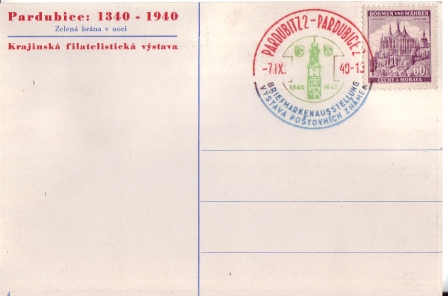 Pardubice: 1340 - 1940
Zelená brána v noci
Krajinská filatelistická výstava
PARDUBITZ 2 - PARDUBICE 2
-7.IX. 40-13
1340 1940
BRIEFMARKENAUSSTELLUNG
VÝSTAVA POŠTOVNÍCH ZNÁMEK
BÖHMEN UND MÄHREN
60
ČECHY A MORAVA